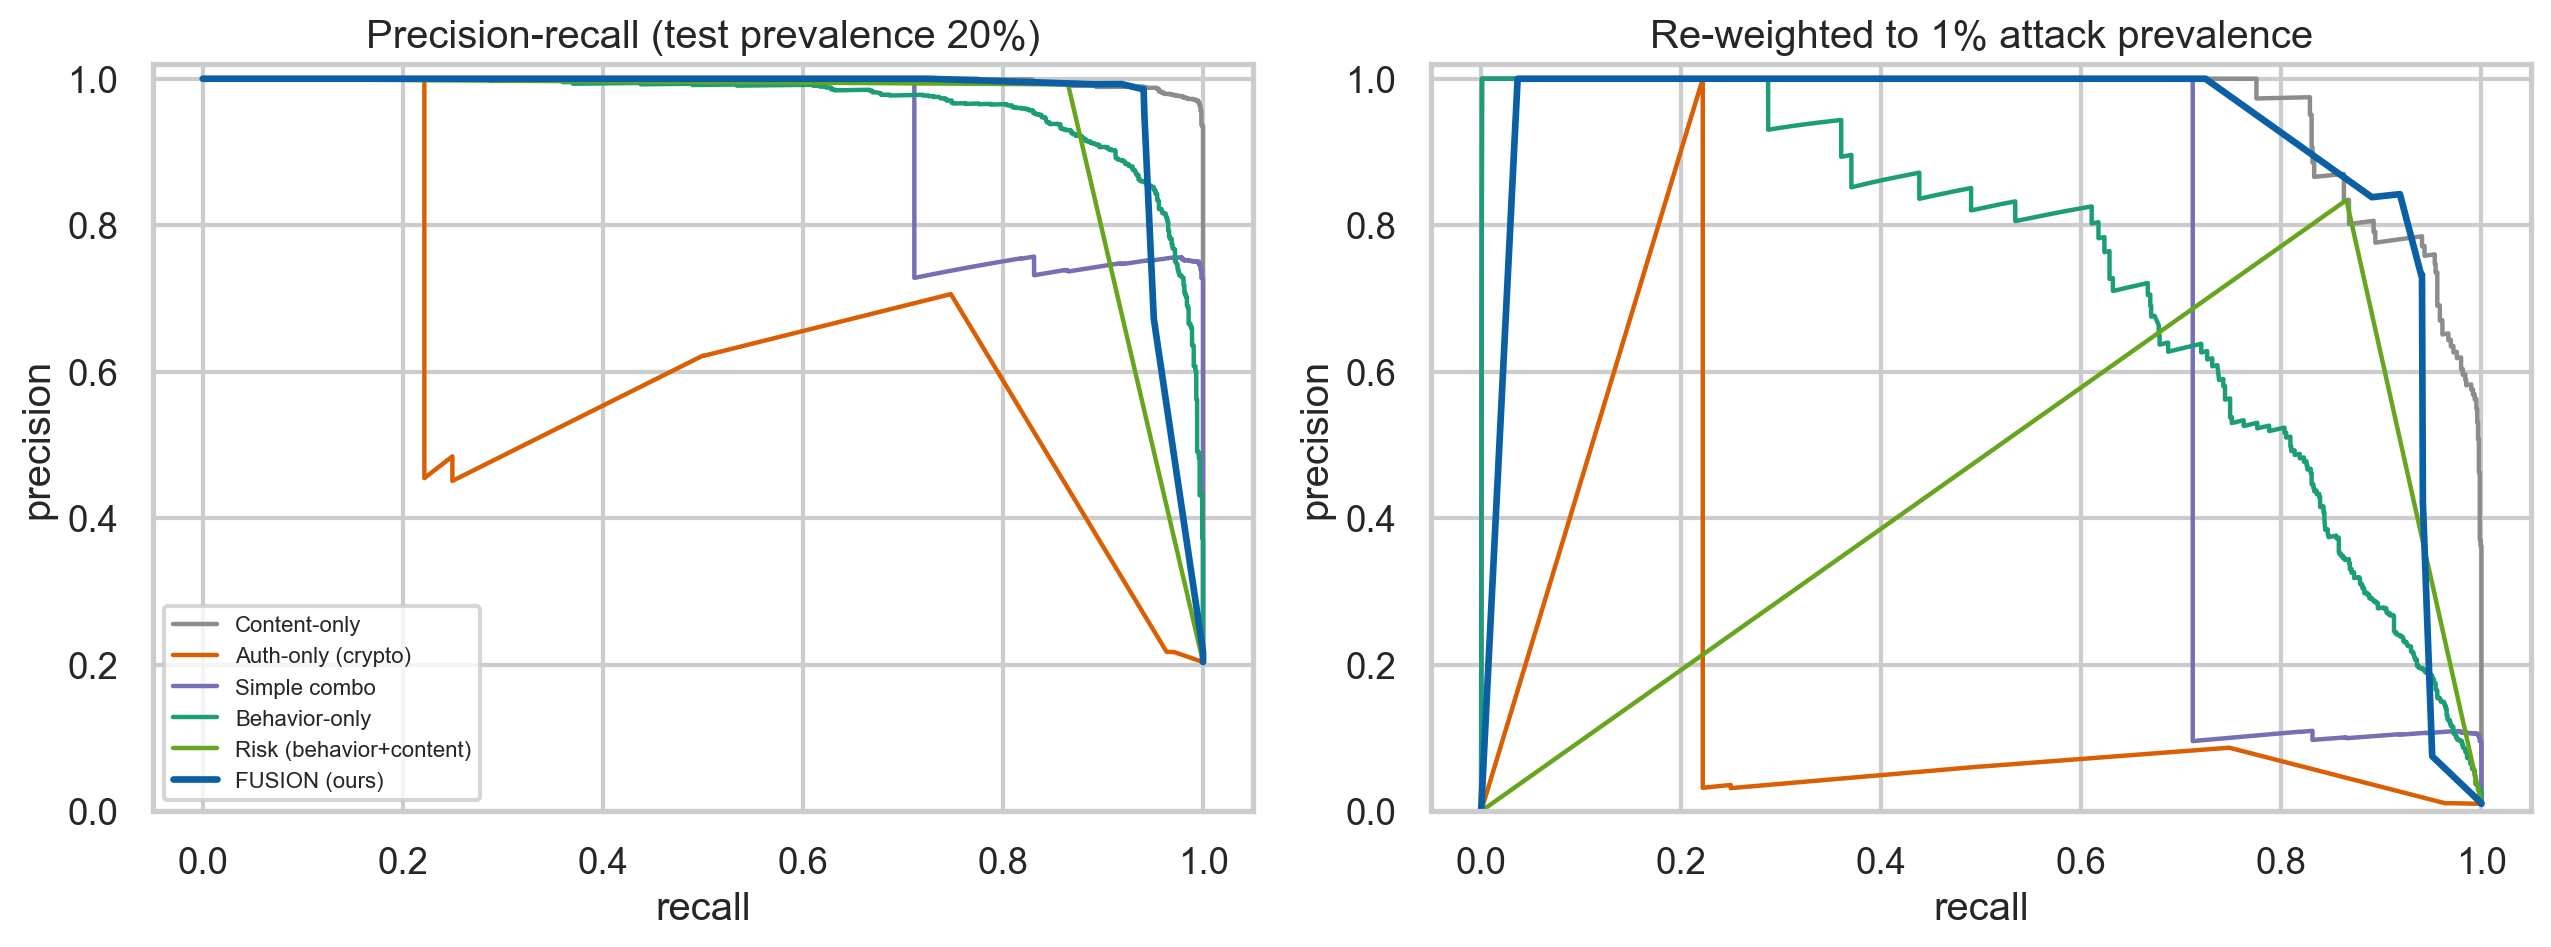 Precision-recall (test prevalence 20%)
precision
1.0
0.8
0.6
0.4
0.2
0.0
Content-only
Auth-only (crypto)
Simple combo
Behavior-only
Risk (behavior+content)
FUSION (ours)
0.0 0.2 0.4 0.6 0.8 1.0
recall
Re-weighted to 1% attack prevalence
precision
1.0
0.8
0.6
0.4
0.2
0.0
0.0 0.2 0.4 0.6 0.8 1.0
recall